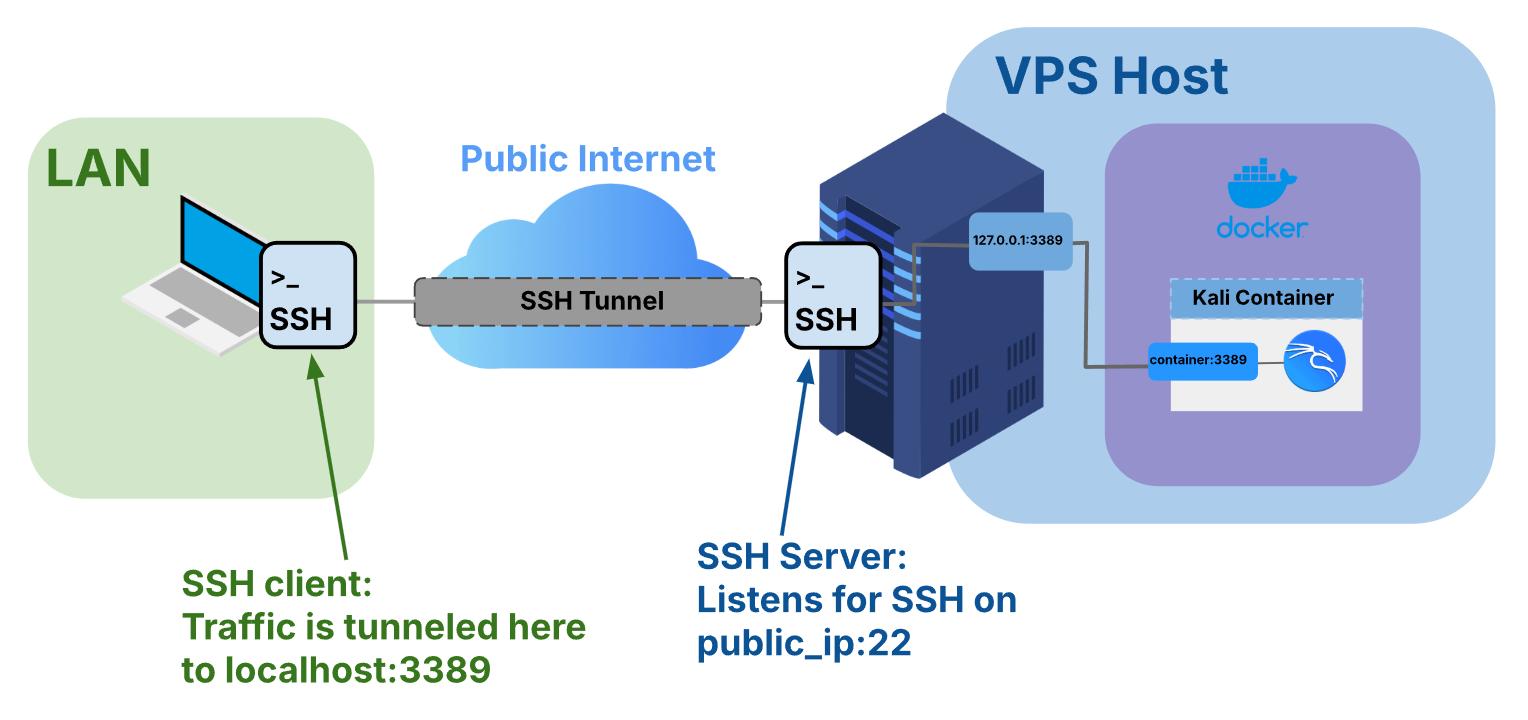 VPS Host
LAN
Public Internet
docker
>_
SSH
SSH Tunnel
>_
SSH
127.0.0.1:3389
Kali Container
container:3389
SSH client:
Traffic is tunneled here
to localhost:3389
SSH Server:
Listens for SSH on
public_ip:22